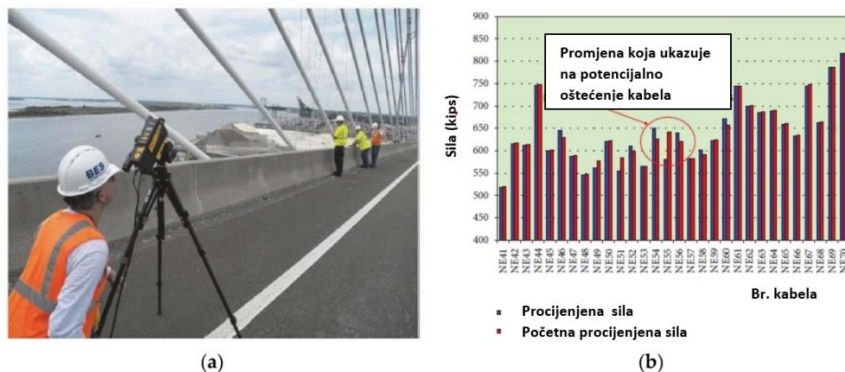 BES
900
850
800
750
700
650
600
550
500
450
400
Sila (kips)
Promjena koja ukazuje
na potencijalno
oštećenje kabela
NE41
NE42
NE43
NE44
NE45
NE46
NE47
NE48
NE49
NE50
NE51
NE52
NE53
NE54
NE55
NE56
NE57
NE58
NE59
NE60
NE61
NE62
NE63
NE64
NE65
NE66
NE67
NE68
NE69
NE70
Br. kabela
Procijenjena sila
Početna procijenjena sila
(a)
(b)